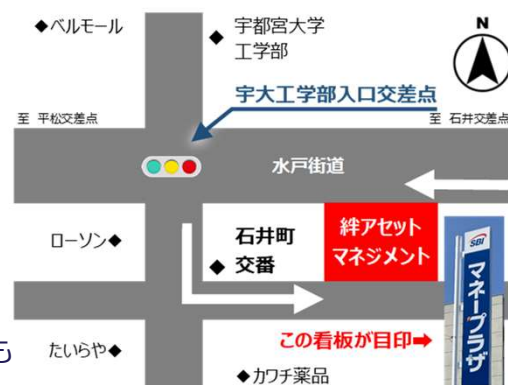 ◆ベルモール
◆ 宇都宮大学
工学部
N
宇大工学部入口交差点
至 平松交差点
至 石井交差点
水戸街道
ローソン◆
石井町
◆ 交番
絆アセット
マネジメント
SBI
マネープラザ
この看板が目印➡
も
たいらや◆
◆カワチ薬品